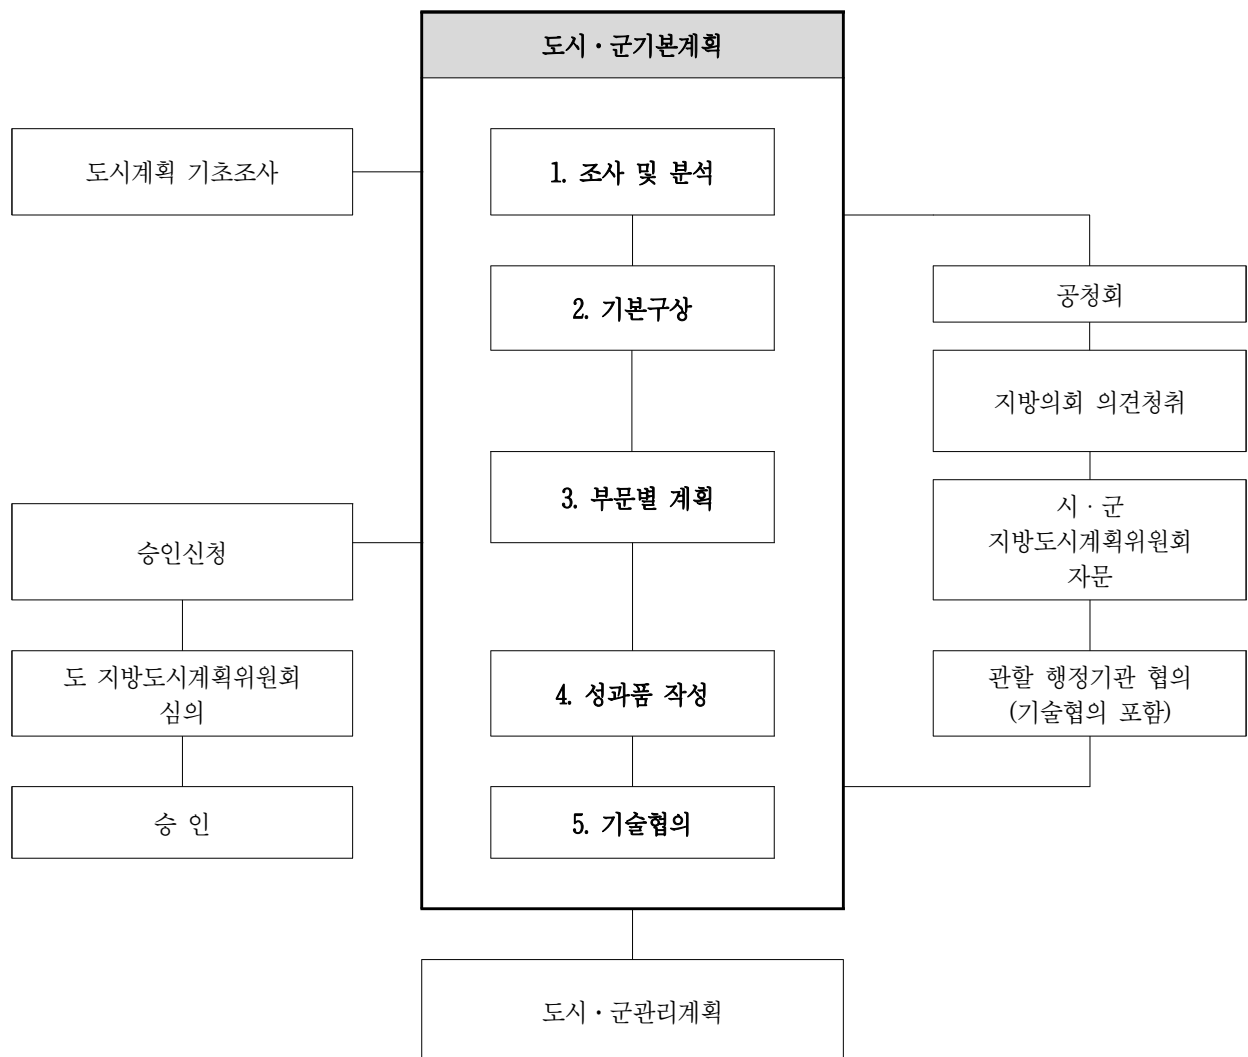 도시・군기본계획
도시계획 기초조사
1. 조사 및 분석
2. 기본구상
3. 부문별 계획
4. 성과품 작성
5. 기술협의
공청회
지방의회 의견청취
시・군
지방도시계획위원회
자문
관할 행정기관 협의
(기술협의 포함)
승인신청
도 지방도시계획위원회
심의
승 인
도시・군관리계획